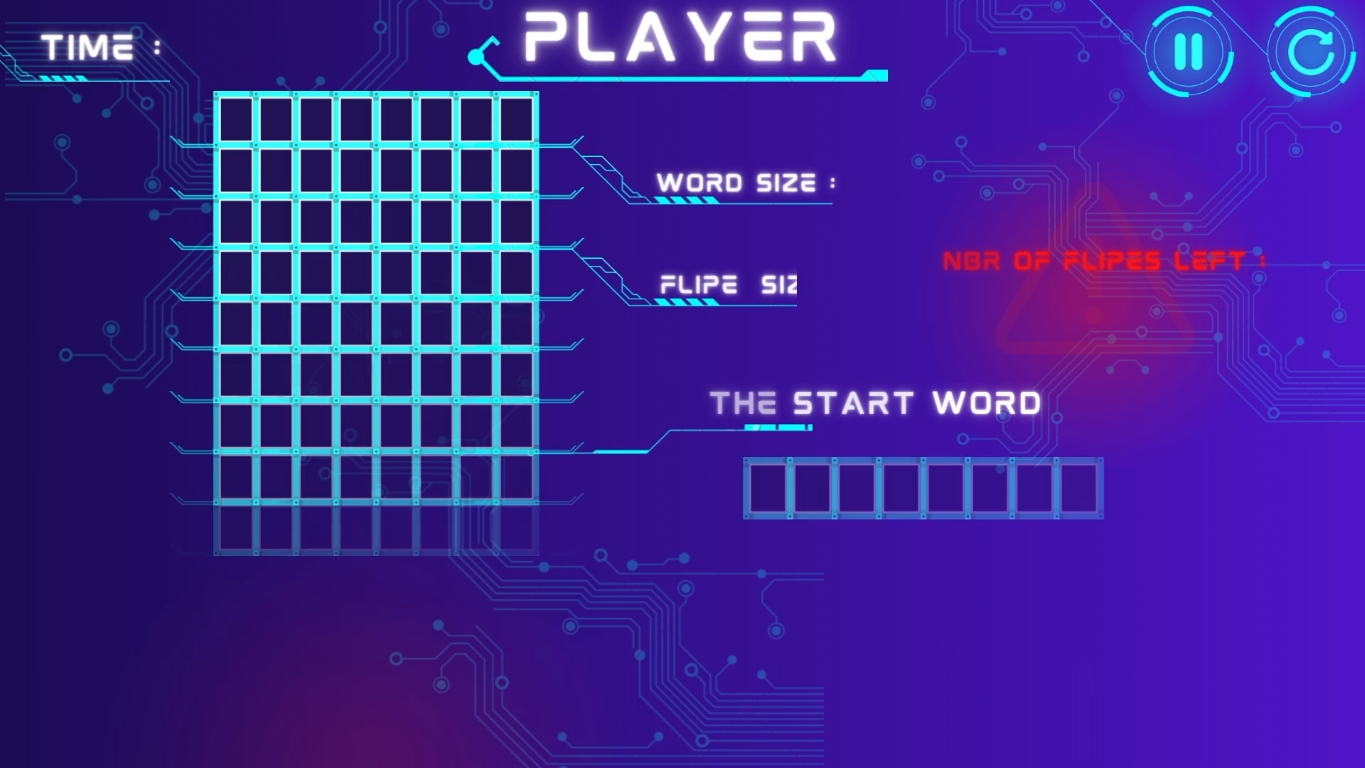 TIME :
PLAYER
WORD SIZE :
NBR OF FLIPES LEFT :
FLIPE SIZ
THE START WORD